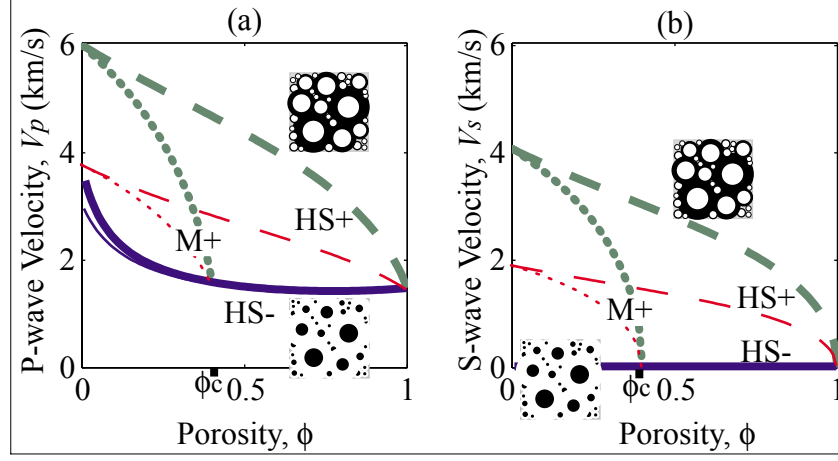 (a)
P-wave Velocity, Vp (km/s)
6
4
2
0
HS+
M+
HS-
0
ϕc
0.5
1
Porosity, ϕ
(b)
S-wave Velocity, Vs (km/s)
6
4
2
0
HS+
M+
HS-
0
ϕc
0.5
1
Porosity, ϕ